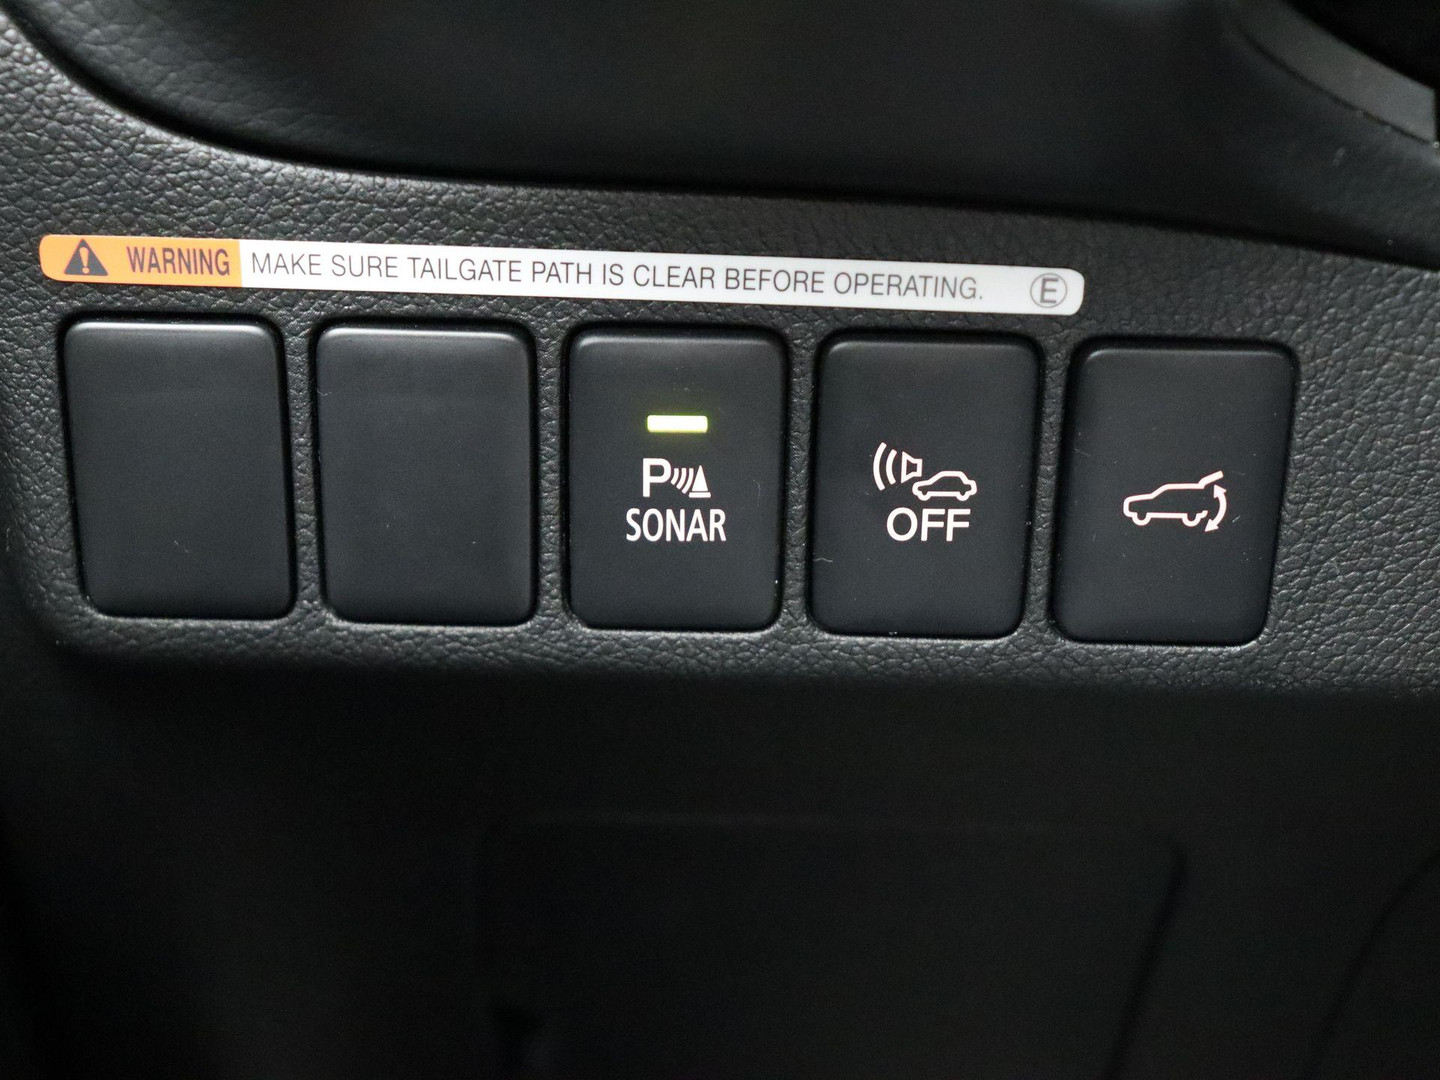 WARNING MAKE SURE TAILGATE PATH IS CLEAR BEFORE OPERATING. E
P
SONAR
OFF